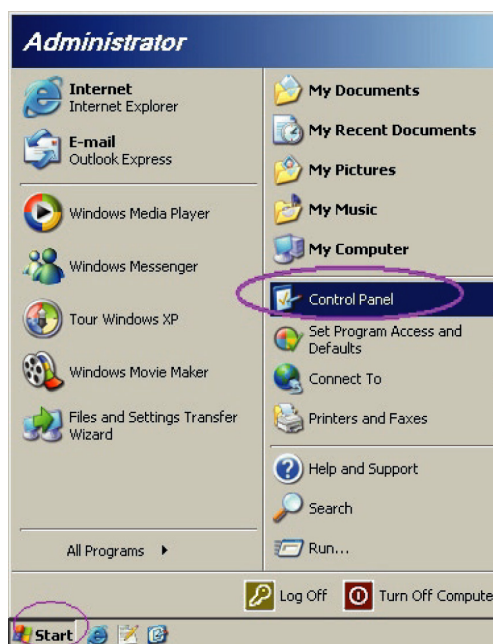 Administrator
Internet
Internet Explorer
E-mail
Outlook Express
Windows Media Player
Windows Messenger
Tour Windows XP
Windows Movie Maker
Files and Settings Transfer
Wizard
All Programs
My Documents
My Recent Documents
My Pictures
My Music
My Computer
Control Panel
Set Program Access and
Defaults
Connect To
Printers and Faxes
Help and Support
Search
Run...
Log Off
Turn Off Compute
Start